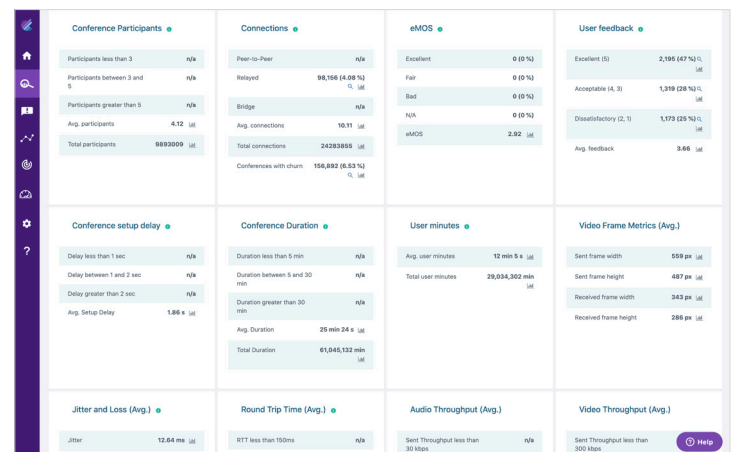 Conference Participants
Participants less than 3 n/a
Participants between 3 and n/a
5
Participants greater than 5 n/a
Avg. participants 4.12
Total participants 9893009
Connections
Peer-to-Peer n/a
Relayed 98,156 (4.08 %)
Bridge n/a
Avg. connections 10.11
Total connections 24283855
Conferences with churn 156,892 (6.53 %)
eMOS
Excellent 0 (0 %)
Fair 0 (0 %)
Bad 0 (0 %)
N/A 0 (0 %)
eMOS 2.92
User feedback
Excellent (5) 2,195 (47 %)
Acceptable (4, 3) 1,319 (28 %)
Dissatisfactory (2, 1) 1,173 (25 %)
Avg. feedback 3.66
Conference setup delay
Delay less than 1 sec n/a
Delay between 1 and 2 sec n/a
Delay greater than 2 sec n/a
Avg. Setup Delay 1.86 s
Conference Duration
Duration less than 5 min n/a
Duration between 5 and 30 n/a
min
Duration greater than 30 n/a
min
Avg. Duration 25 min 24 s
Total Duration 61,045,132 min
User minutes
Avg. user minutes 12 min 5 s
Total user minutes 29,034,302 min
Video Frame Metrics (Avg.)
Sent frame width 559 px
Sent frame height 487 px
Received frame width 343 px
Received frame height 286 px
Jitter and Loss (Avg.)
Jitter 12.64 ms
Round Trip Time (Avg.)
RTT less than 150ms n/a
Audio Throughput (Avg.)
Sent Throughput less than n/a
30 kbps
Video Throughput (Avg.)
Sent Throughput less than
300 kbps
? Help